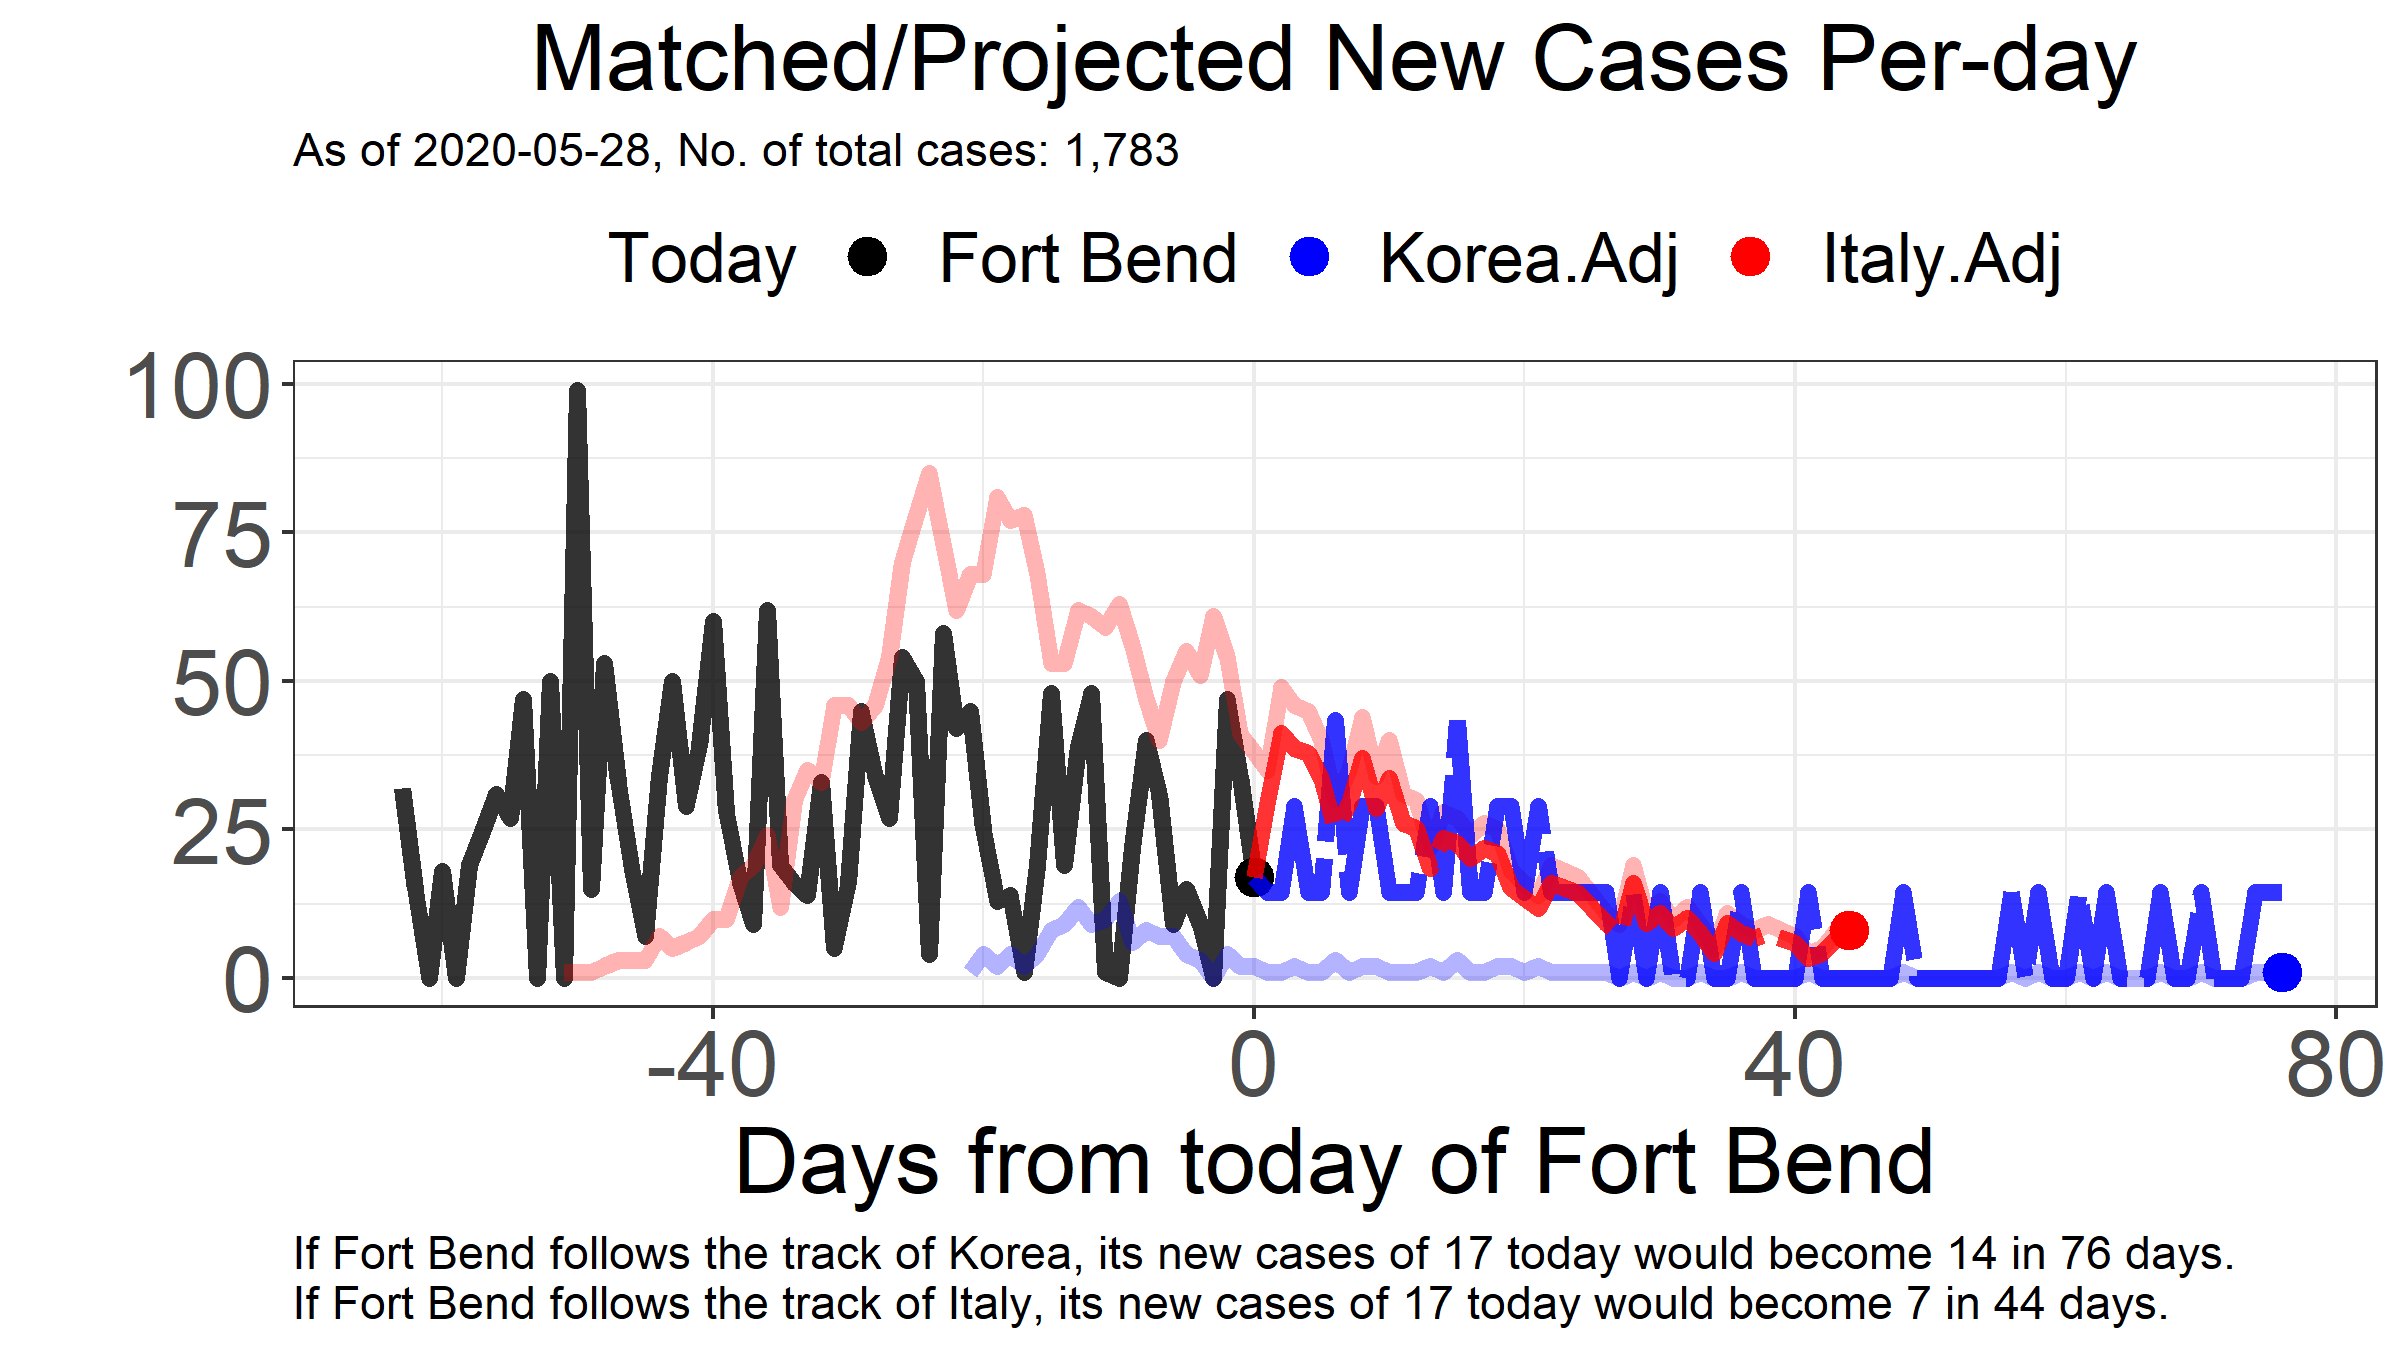 Matched/Projected New Cases Per-day
As of 2020-05-28, No. of total cases: 1,783
Today Fort Bend Korea.Adj Italy.Adj
100
75
50
25
0
-40 0 40 80
Days from today of Fort Bend
If Fort Bend follows the track of Korea, its new cases of 17 today would become 14 in 76 days.
If Fort Bend follows the track of Italy, its new cases of 17 today would become 7 in 44 days.